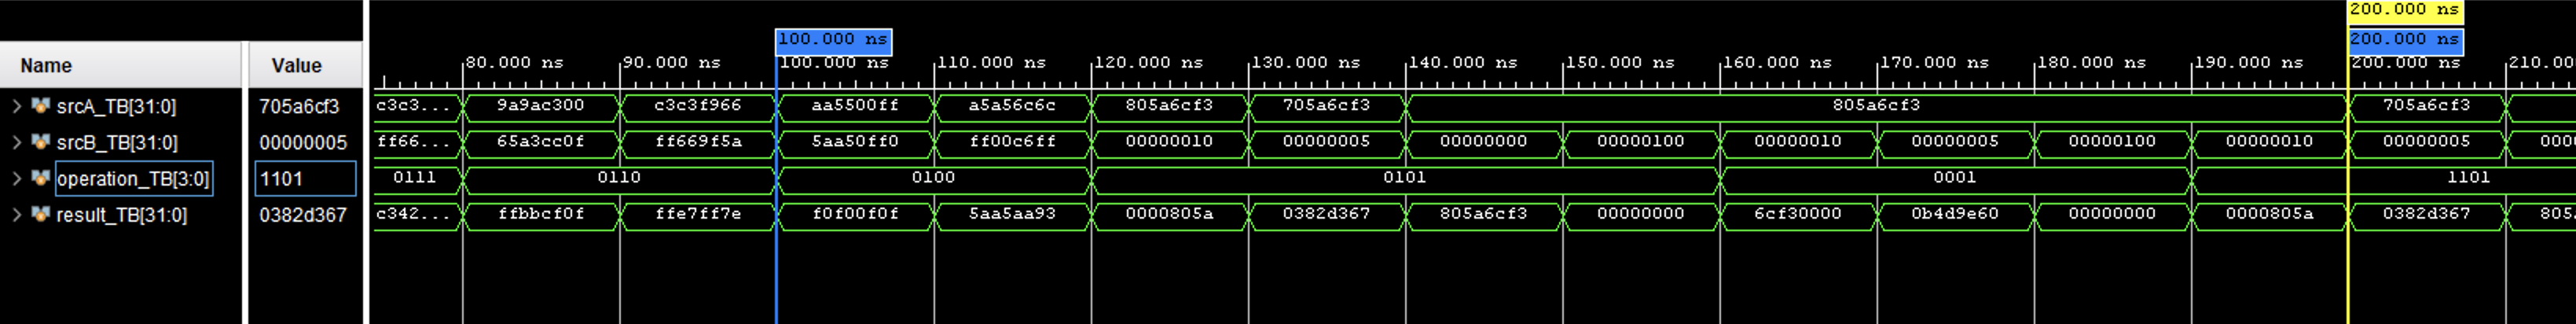 200.000 ns
100.000 ns 200.000 ns
Name Value 80.000 ns 90.000 ns 100.000 ns 110.000 ns 120.000 ns 130.000 ns 140.000 ns 150.000 ns 160.000 ns 170.000 ns 180.000 ns 190.000 ns 200.000 ns 210.00
srcA_TB[31:0] 705a6cf3 c3c3... 9a9ac300 c3c3f966 aa5500ff a5a56c6c 805a6cf3 705a6cf3 805a6cf3 705a6cf3
srcB_TB[31:0] 00000005 ff66... 65a3cc0f ff669f5a 5aa50ff0 ff00c6ff 00000010 00000005 00000000 00000100 00000010 00000005 00000100 00000010 00000005 000
operation_TB[3:0] 1101 0111 0110 0100 0101 0001 1101
result_TB[31:0] 0382d367 c342... ffbbcf0f ffe7ff7e f0f00f0f 5aa5aa93 0000805a 0382d367 805a6cf3 00000000 6cf30000 0b4d9e60 00000000 0000805a 0382d367 805